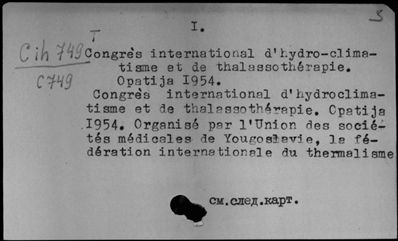 I.
T
Cih 749
C749
Congrès international d'hydro-clima-
tisme et de thalassothérapie.
Opatija I954.
Congrès international d'hydroclima-
tisme et de thalassothérapie. Opatija
I954. Organisé par l'Union des socié-
tés médicales de Yougoslavie, la fé-
dération internationale du thermalisme
см.след.карт.